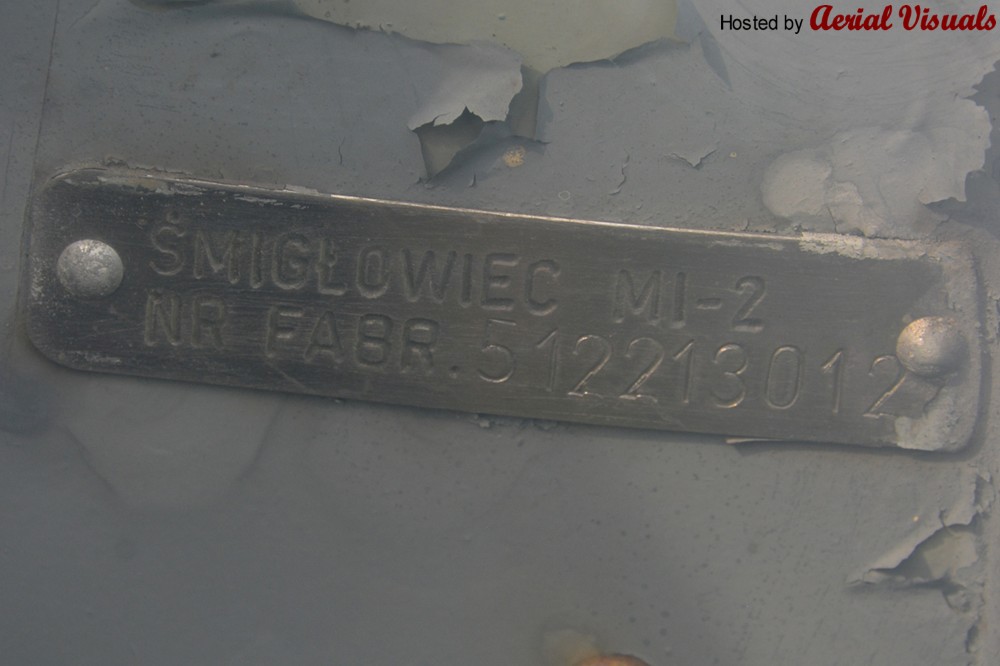 Hosted by Aerial Visuals
ŚMIGŁOWIEC MI-2
NR FABR. 512213012